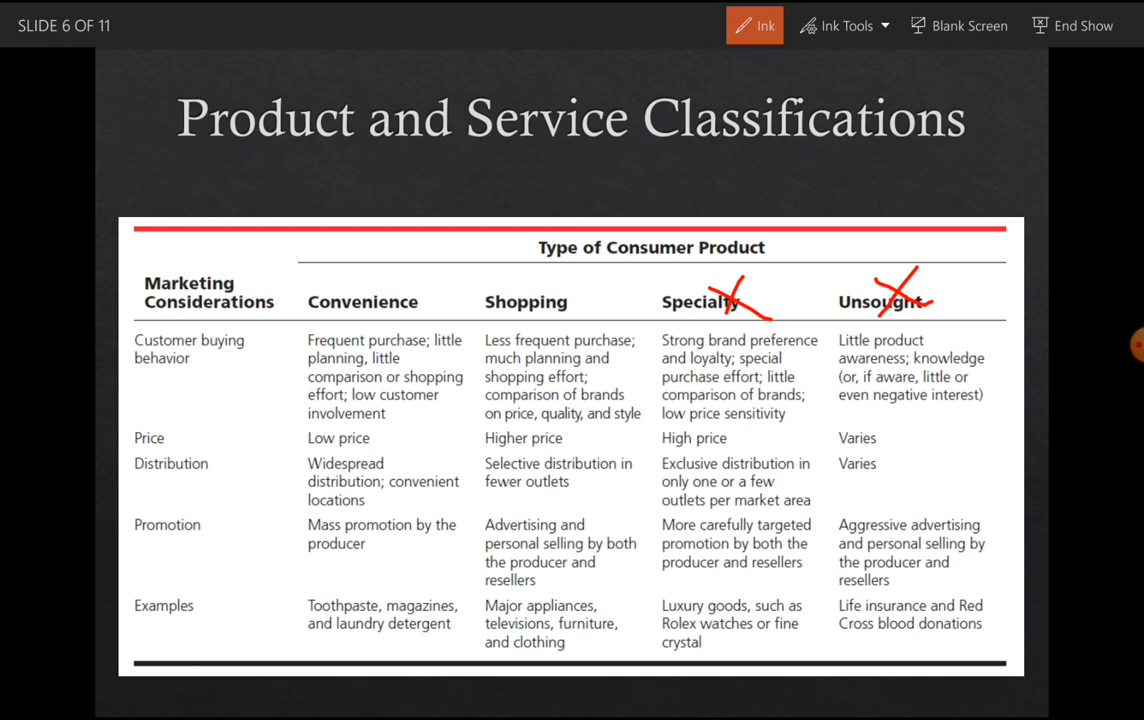 SLIDE 6 OF 11
Ink
Ink Tools
Blank Screen
End Show
Product and Service Classifications
Type of Consumer Product
Marketing
Considerations
Convenience
Shopping
Specialty
Unsought
Customer buying
behavior
Frequent purchase; little
planning, little
comparison or shopping
effort; low customer
involvement
Less frequent purchase;
much planning and
shopping effort;
comparison of brands
on price, quality, and style
Strong brand preference
and loyalty; special
purchase effort; little
comparison of brands;
low price sensitivity
Little product
awareness; knowledge
(or, if aware, little or
even negative interest)
Price
Low price
Higher price
High price
Varies
Distribution
Widespread
distribution; convenient
locations
Selective distribution in
fewer outlets
Exclusive distribution in
only one or a few
outlets per market area
Varies
Promotion
Mass promotion by the
producer
Advertising and
personal selling by both
the producer and
resellers
More carefully targeted
promotion by both the
producer and resellers
Aggressive advertising
and personal selling by
the producer and
resellers
Examples
Toothpaste, magazines,
and laundry detergent
Major appliances,
televisions, furniture,
and clothing
Luxury goods, such as
Rolex watches or fine
crystal
Life insurance and Red
Cross blood donations